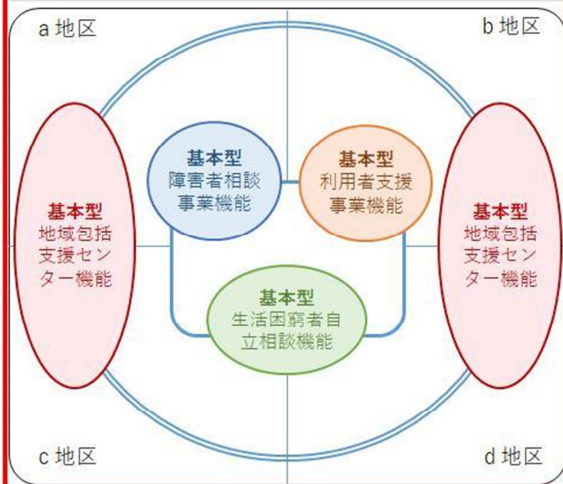 a 地区
b 地区
基本型
障害者相談
事業機能
基本型
利用者支援
事業機能
基本型
地域包括
支援セン
ター機能
基本型
地域包括
支援セン
ター機能
基本型
生活困窮者自
立相談機能
c 地区
d 地区